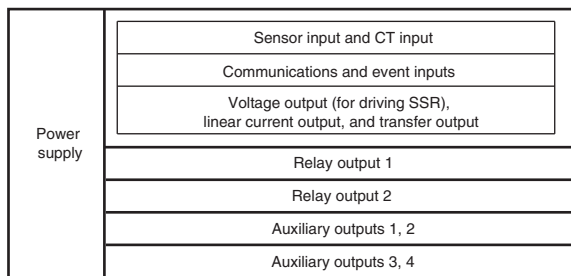 Power
supply
Sensor input and CT input
Communications and event inputs
Voltage output (for driving SSR),
linear current output, and transfer output
Relay output 1
Relay output 2
Auxiliary outputs 1, 2
Auxiliary outputs 3, 4